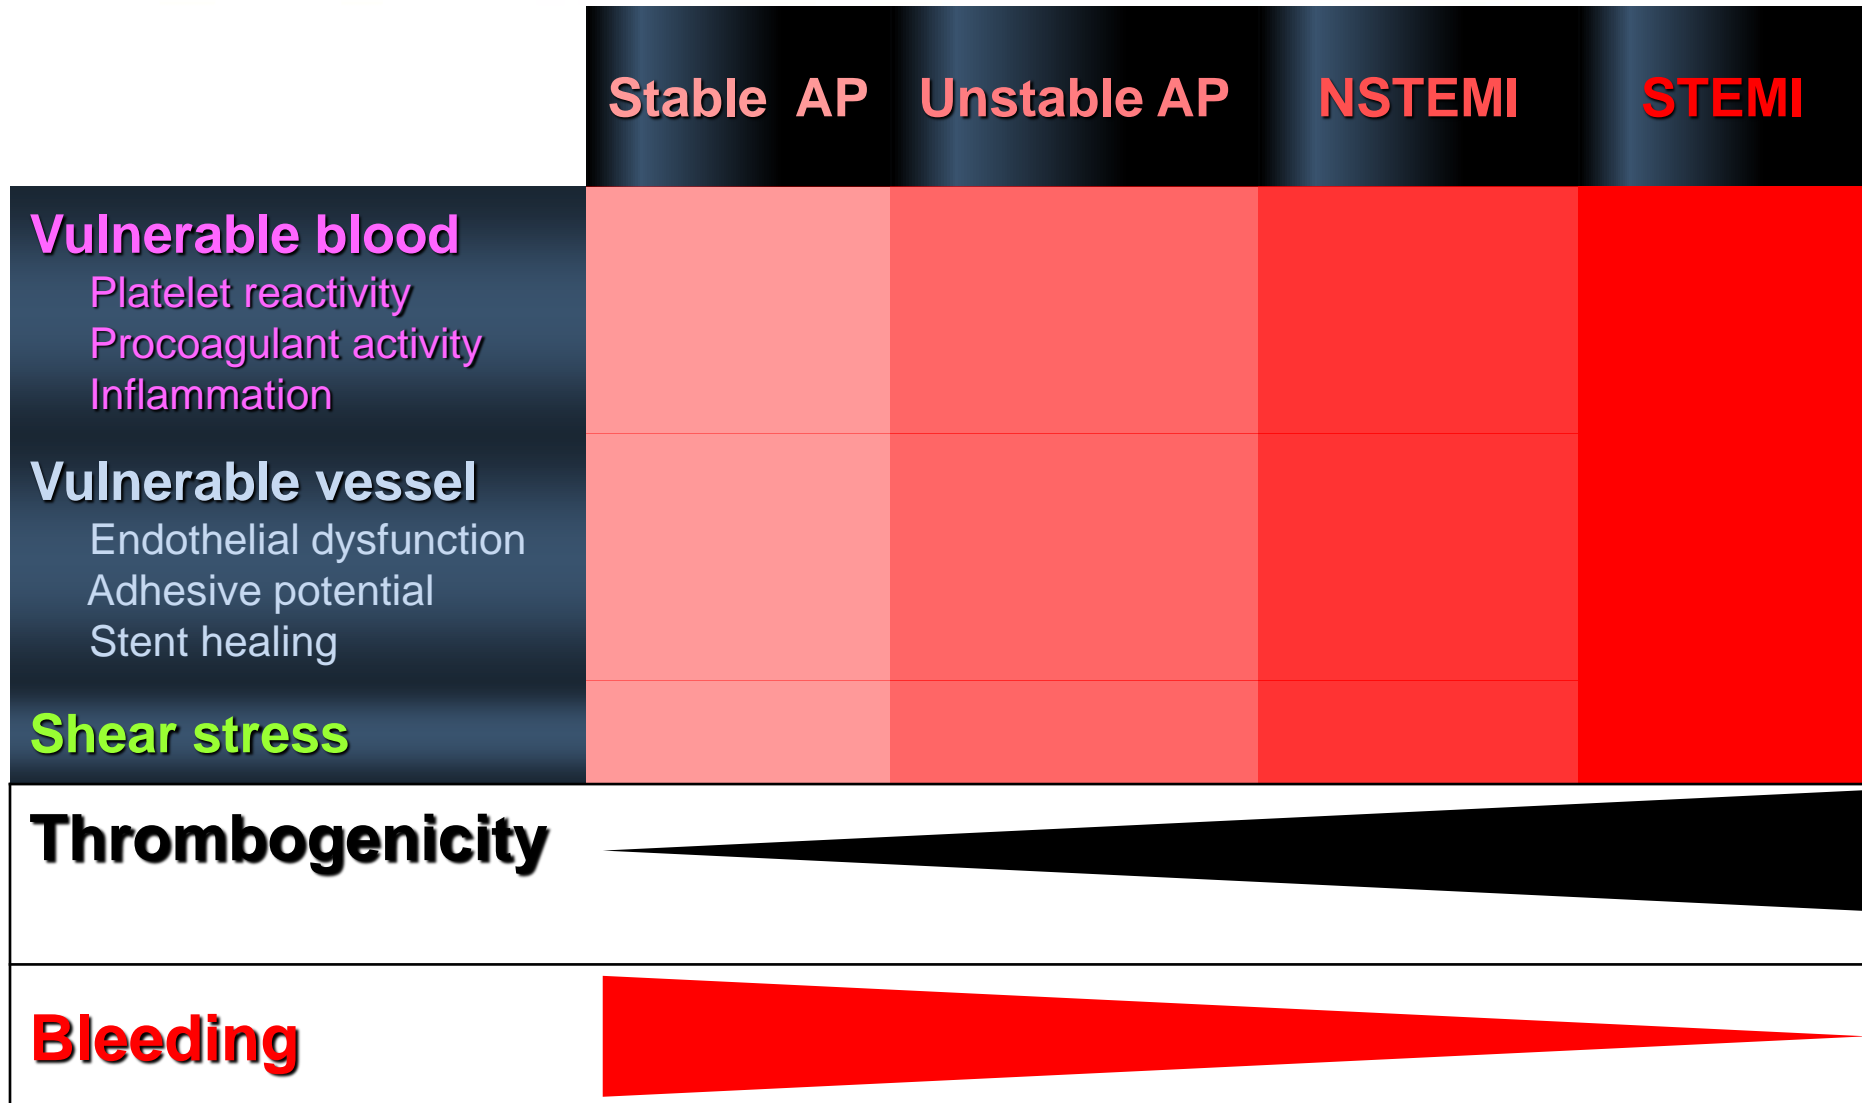 Stable AP Unstable AP NSTEMI STEMI
Vulnerable blood
Platelet reactivity
Procoagulant activity
Inflammation
Vulnerable vessel
Endothelial dysfunction
Adhesive potential
Stent healing
Shear stress
Thrombogenicity
Bleeding